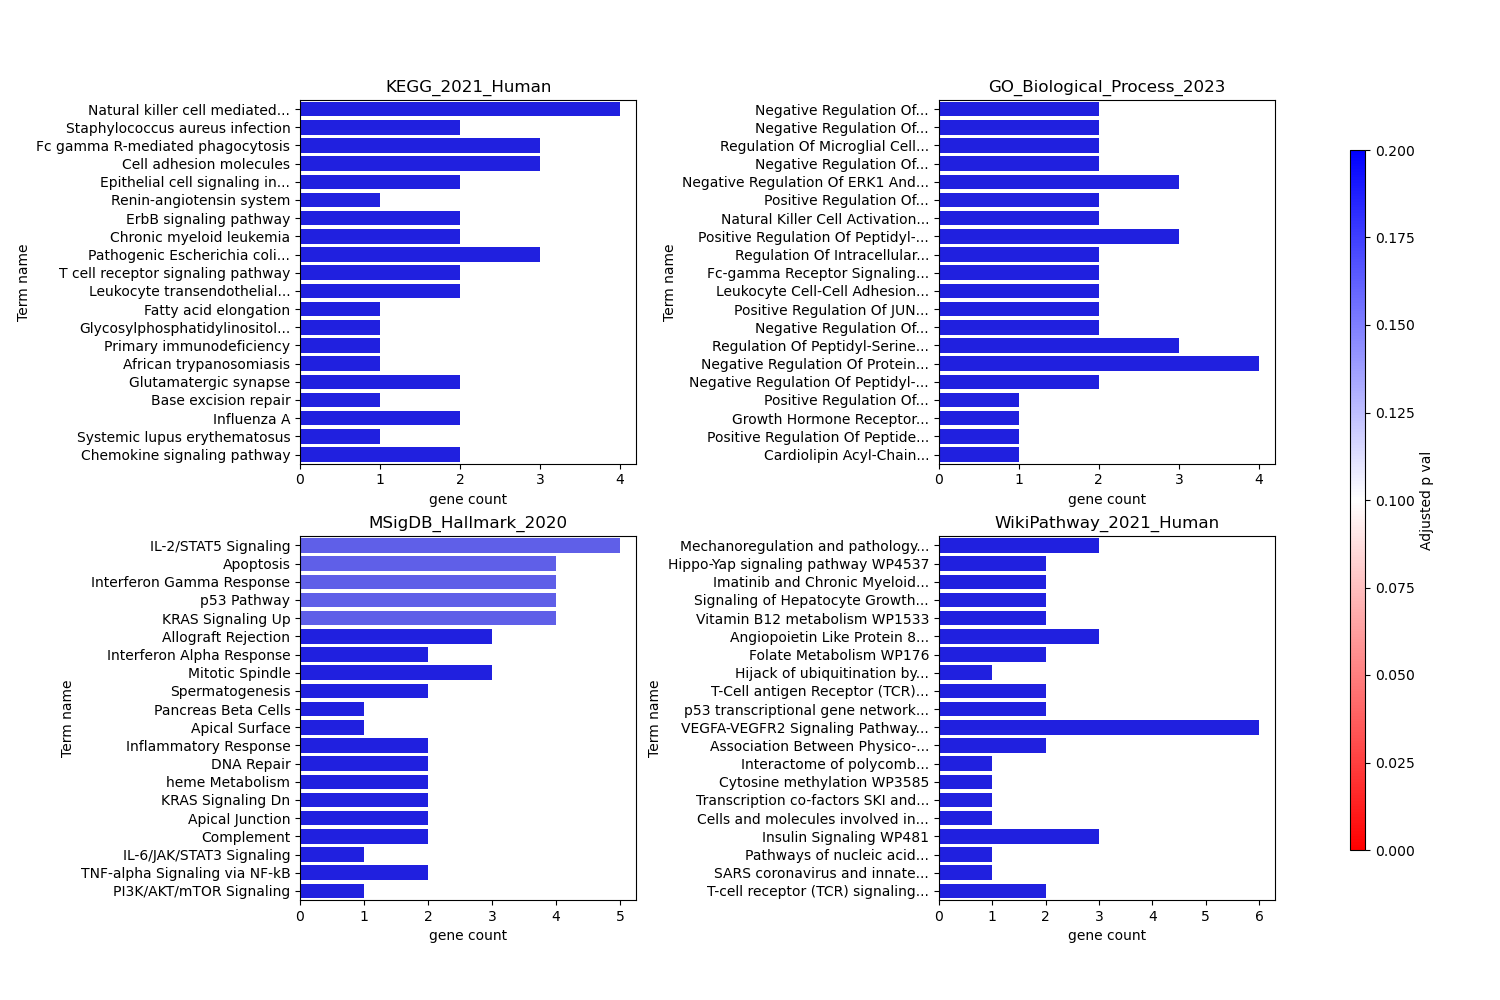 KEGG_2021_Human
Term name
Natural killer cell mediated...
Staphylococcus aureus infection
Fc gamma R-mediated phagocytosis
Cell adhesion molecules
Epithelial cell signaling in...
Renin-angiotensin system
ErbB signaling pathway
Chronic myeloid leukemia
Pathogenic Escherichia coli...
T cell receptor signaling pathway
Leukocyte transendothelial...
Fatty acid elongation
Glycosylphosphatidylinositol...
Primary immunodeficiency
African trypanosomiasis
Glutamatergic synapse
Base excision repair
Influenza A
Systemic lupus erythematosus
Chemokine signaling pathway
0 1 2 3 4
gene count
GO_Biological_Process_2023
Term name
Negative Regulation Of...
Negative Regulation Of...
Regulation Of Microglial Cell...
Negative Regulation Of...
Negative Regulation Of ERK1 And...
Positive Regulation Of...
Natural Killer Cell Activation...
Positive Regulation Of Peptidyl-...
Regulation Of Intracellular...
Fc-gamma Receptor Signaling...
Leukocyte Cell-Cell Adhesion...
Positive Regulation Of JUN...
Negative Regulation Of...
Regulation Of Peptidyl-Serine...
Negative Regulation Of Protein...
Negative Regulation Of Peptidyl-...
Positive Regulation Of...
Growth Hormone Receptor...
Positive Regulation Of Peptide...
Cardiolipin Acyl-Chain...
0 1 2 3 4
gene count
MSigDB_Hallmark_2020
Term name
IL-2/STAT5 Signaling
Apoptosis
Interferon Gamma Response
p53 Pathway
KRAS Signaling Up
Allograft Rejection
Interferon Alpha Response
Mitotic Spindle
Spermatogenesis
Pancreas Beta Cells
Apical Surface
Inflammatory Response
DNA Repair
heme Metabolism
KRAS Signaling Dn
Apical Junction
Complement
IL-6/JAK/STAT3 Signaling
TNF-alpha Signaling via NF-kB
PI3K/AKT/mTOR Signaling
0 1 2 3 4 5
gene count
WikiPathway_2021_Human
Term name
Mechanoregulation and pathology...
Hippo-Yap signaling pathway WP4537
Imatinib and Chronic Myeloid...
Signaling of Hepatocyte Growth...
Vitamin B12 metabolism WP1533
Angiopoietin Like Protein 8...
Folate Metabolism WP176
Hijack of ubiquitination by...
T-Cell antigen Receptor (TCR)...
p53 transcriptional gene network...
VEGFA-VEGFR2 Signaling Pathway...
Association Between Physico-...
Interactome of polycomb...
Cytosine methylation WP3585
Transcription co-factors SKI and...
Cells and molecules involved in...
Insulin Signaling WP481
Pathways of nucleic acid...
SARS coronavirus and innate...
T-cell receptor (TCR) signaling...
0 1 2 3 4 5 6
gene count
0.200
0.175
0.150
0.125
0.100
0.075
0.050
0.025
0.000
Adjusted p val